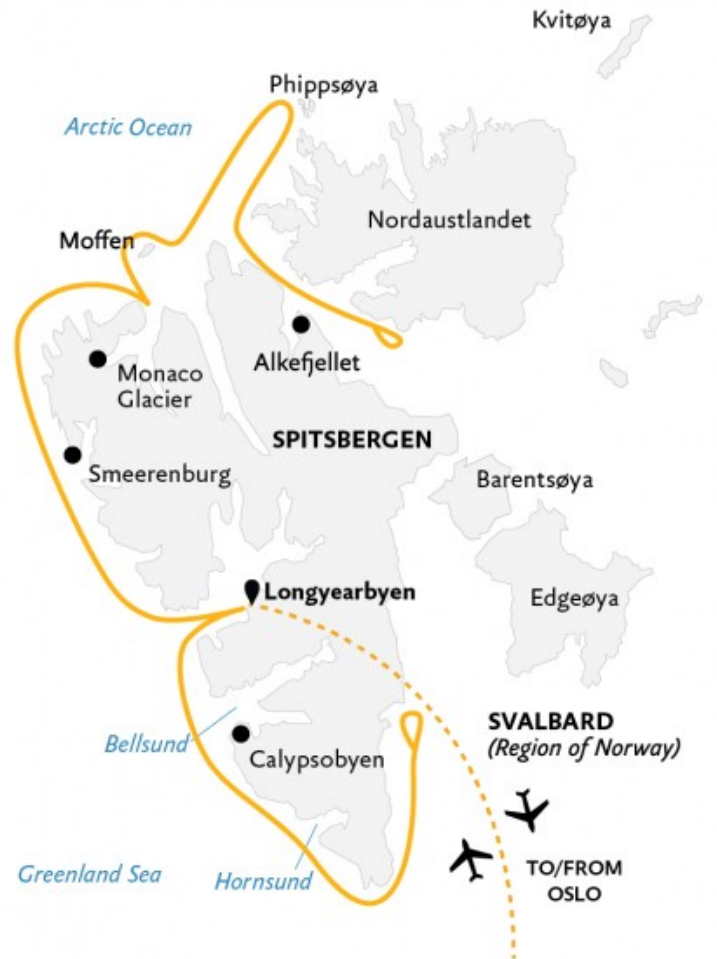 Kvitøya
Phippsøya
Arctic Ocean
Nordaustlandet
Moffen
Alkefjellet
Monaco
Glacier
SPITSBERGEN
Smeerenburg
Barentsøya
Longyearbyen
Edgeøya
SVALBARD
(Region of Norway)
Bellsund
Calypsobyen
Greenland Sea
Hornsund
TO/FROM
OSLO